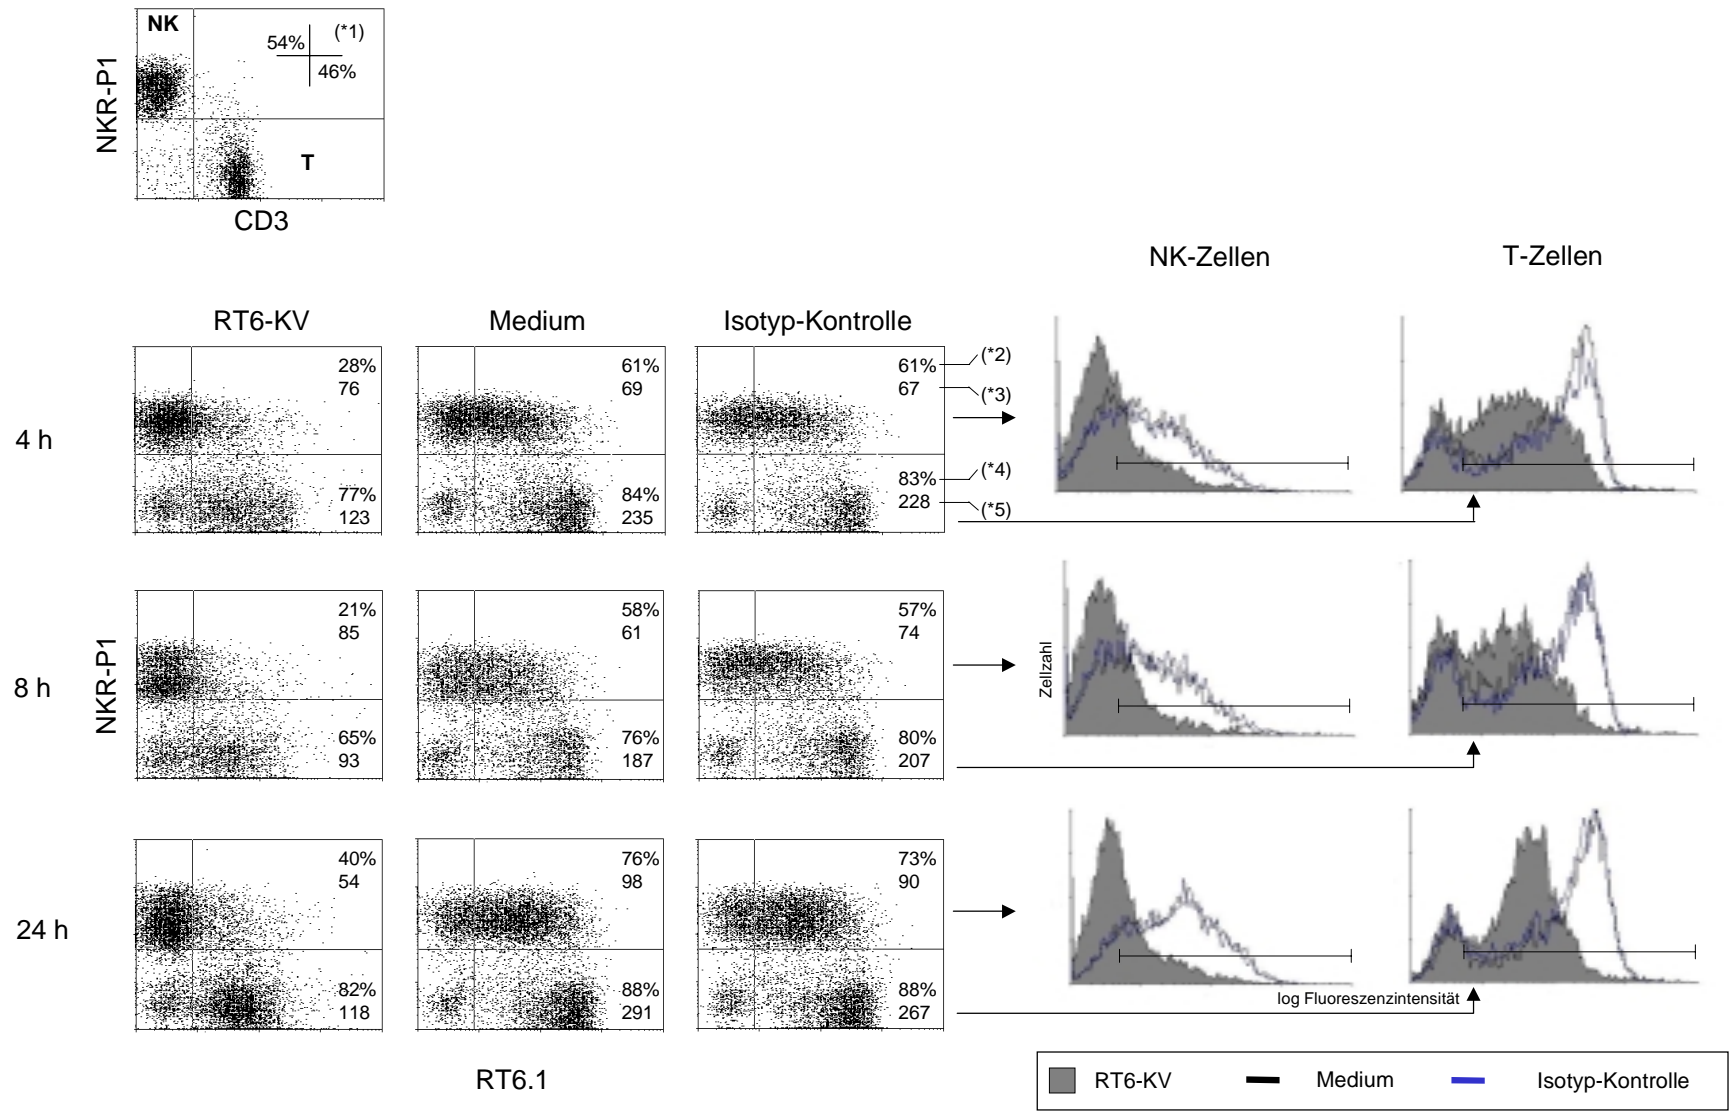 NK
54%
(*1)
46%
NKR-P1
T
CD3
NK-Zellen
T-Zellen
RT6-KV
Medium
Isotyp-Kontrolle
4 h
28%
76
77%
123
61%
69
84%
235
61%
67
83%
228
(*2)
(*3)
(*4)
(*5)
8 h
NKR-P1
21%
85
65%
93
58%
61
76%
187
57%
74
80%
207
Zellzahl
24 h
40%
54
82%
118
76%
98
88%
291
73%
90
88%
267
log Fluoreszenzintensität
RT6.1
RT6-KV
Medium
Isotyp-Kontrolle